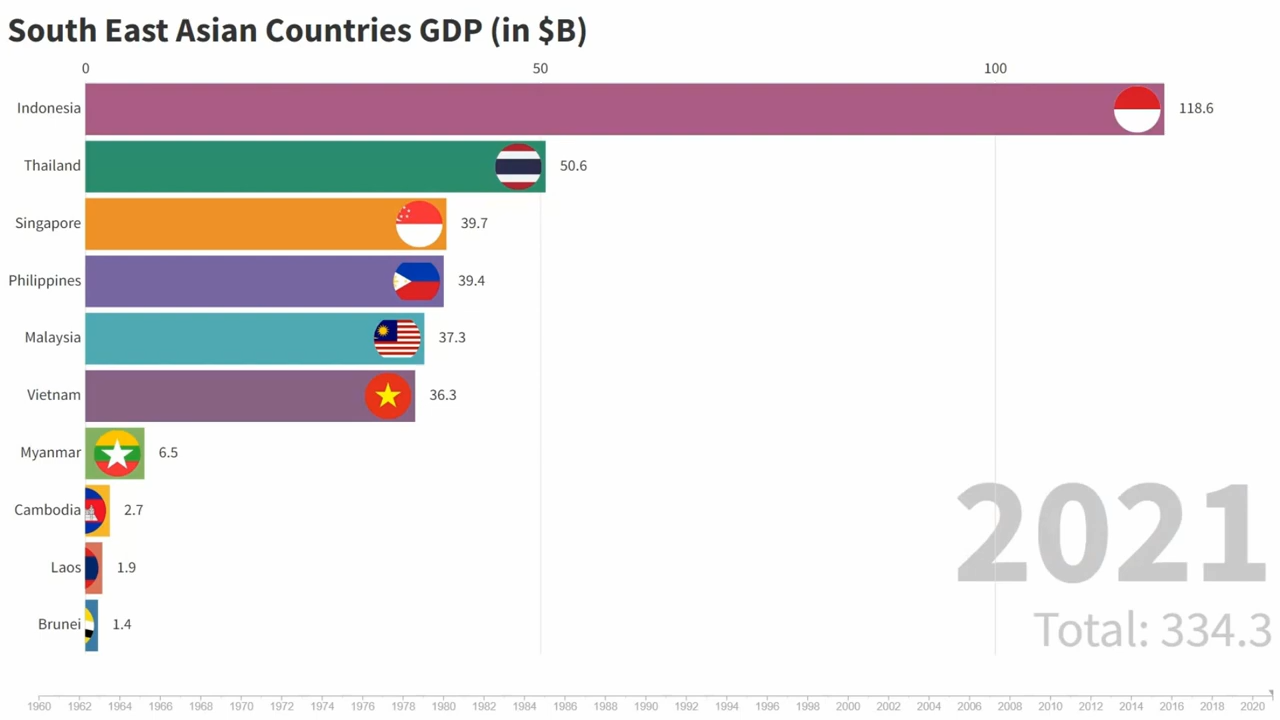 South East Asian Countries GDP (in $B)
0 50 100
Indonesia 118.6
Thailand 50.6
Singapore 39.7
Philippines 39.4
Malaysia 37.3
Vietnam 36.3
Myanmar 6.5
Cambodia 2.7
Laos 1.9
Brunei 1.4
2021
Total: 334.3
1960 1962 1964 1966 1968 1970 1972 1974 1976 1978 1980 1982 1984 1986 1988 1990 1992 1994 1996 1998 2000 2002 2004 2006 2008 2010 2012 2014 2016 2018 2020